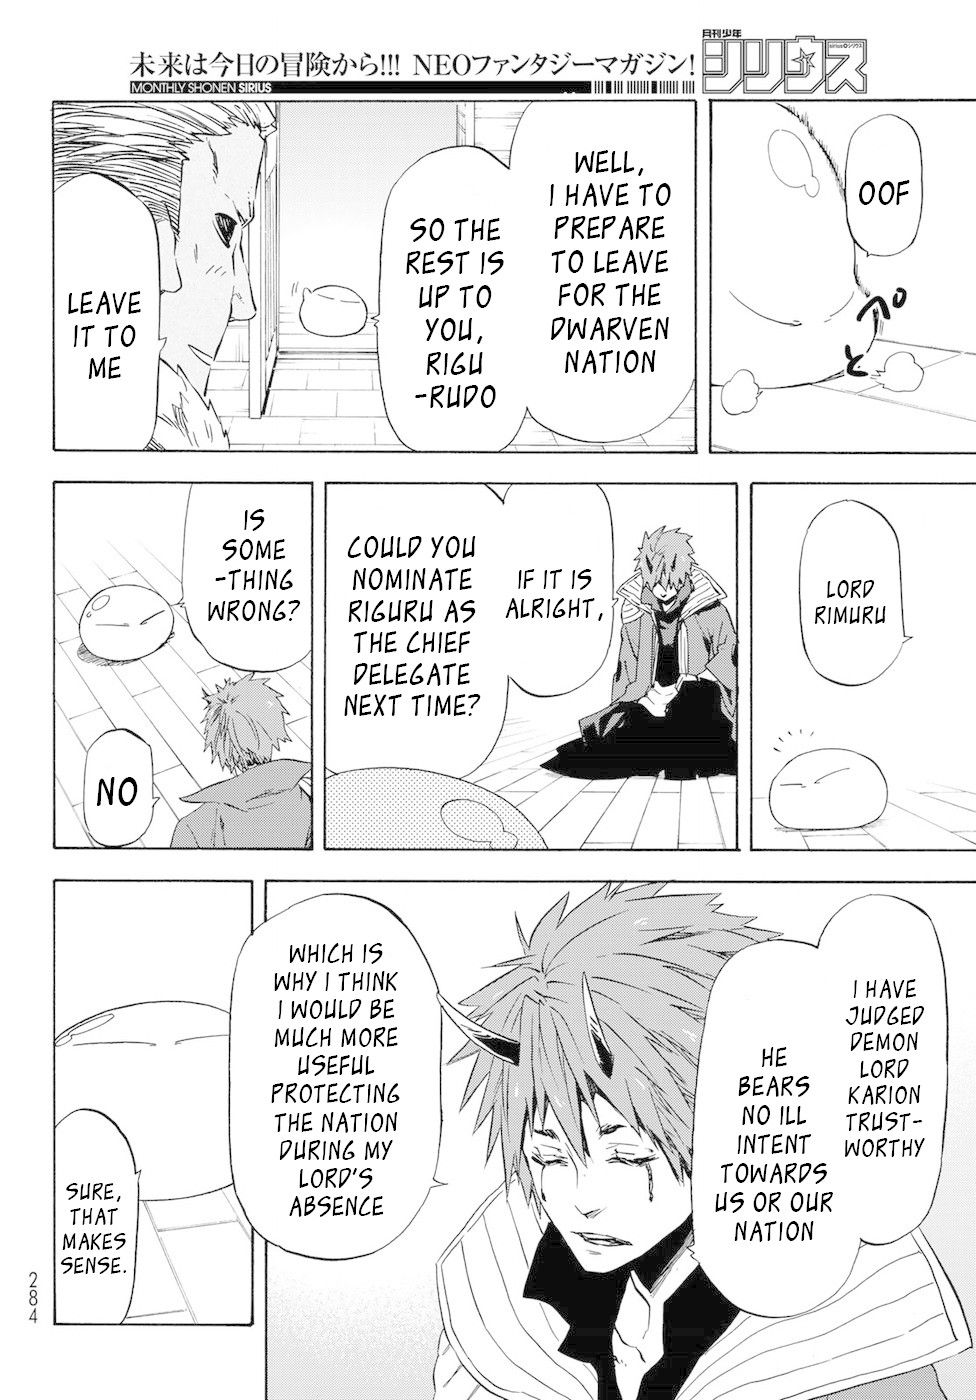 未来は今日の冒険から!!! NEOファンタジーマガジン!
月刊少年
シリウス
MONTHLY SHONEN SIRIUS
OOF
ペロ
と
WELL,
I HAVE TO
PREPARE
TO LEAVE
FOR THE
DWARVEN
NATION
SO THE
REST IS
UP TO
YOU,
RIGU
-RUDO
LEAVE
IT TO
ME
LORD
RIMURU
IF IT IS
ALRIGHT,
COULD YOU
NOMINATE
RIGURU AS
THE CHIEF
DELEGATE
NEXT TIME?
IS
SOME
-THING
WRONG?
NO
I HAVE
JUDGED
DEMON
LORD
KARION
TRUST-
WORTHY
HE
BEARS
NO ILL
INTENT
TOWARDS
US OR OUR
NATION
WHICH IS
WHY I THINK
I WOULD BE
MUCH MORE
USEFUL
PROTECTING
THE NATION
DURING MY
LORD'S
ABSENCE
SURE,
THAT
MAKES
SENSE.
284